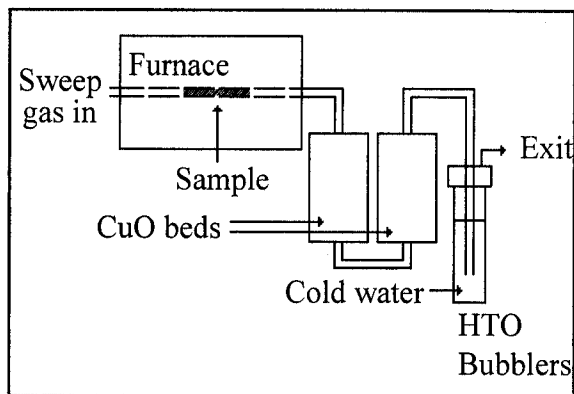 Furnace
Sweep
gas in
Sample
Exit
CuO beds
Cold water
HTO
Bubblers